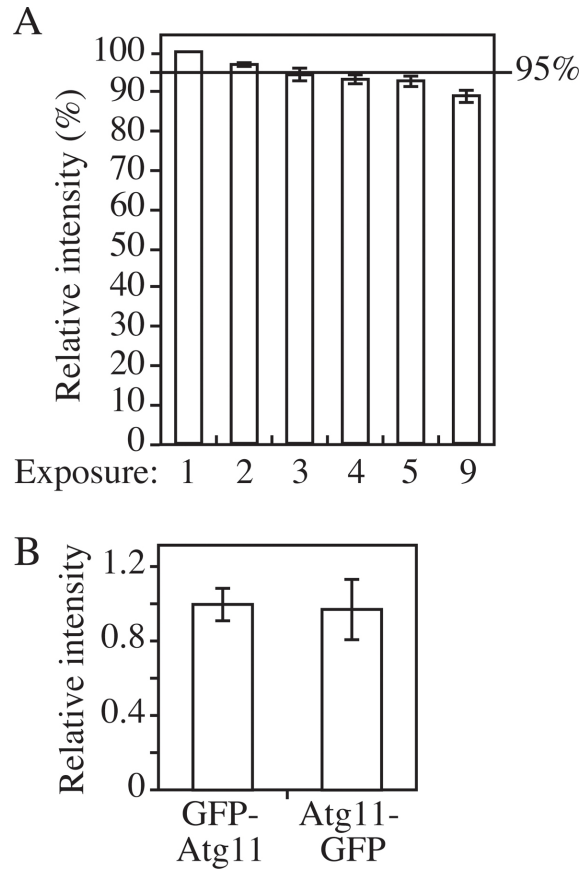 A
Relative intensity (%)
100
90
80
70
60
50
40
30
20
10
0
95%
Exposure: 1 2 3 4 5 9
B
Relative intensity
1.2
0.8
0.4
0
GFP-
Atg11
Atg11-
GFP